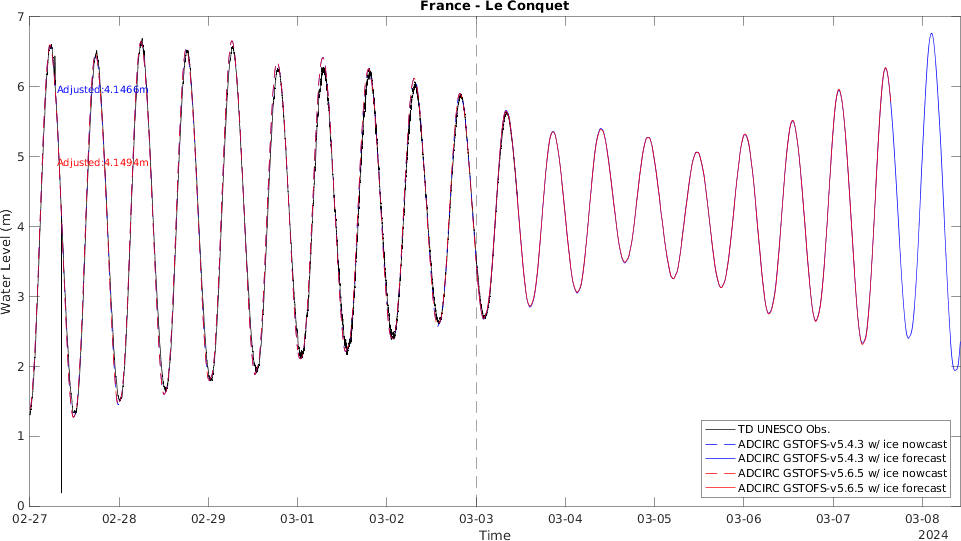 France - Le Conquet
7
6
5
4
3
2
1
0
Water Level (m)
Adjusted:4.1466m
Adjusted:4.1494m
TD UNESCO Obs.
ADCIRC GSTOFS-v5.4.3 w/ ice nowcast
ADCIRC GSTOFS-v5.4.3 w/ ice forecast
ADCIRC GSTOFS-v5.6.5 w/ ice nowcast
ADCIRC GSTOFS-v5.6.5 w/ ice forecast
02-27 02-28 02-29 03-01 03-02 03-03 03-04 03-05 03-06 03-07 03-08
Time
2024